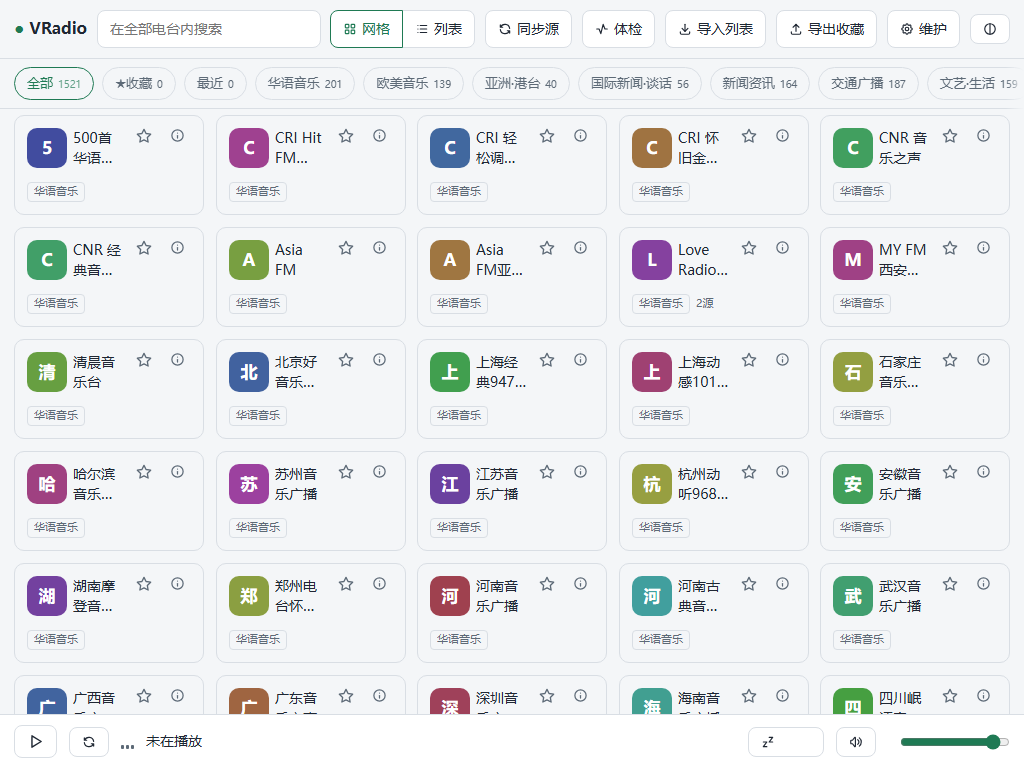 VRadio 在全部电台内搜索 网格 列表 同步源 体检 导入列表 导出收藏 维护
全部 1521 ★收藏 0 最近 0 华语音乐 201 欧美音乐 139 亚洲·港台 40 国际新闻·谈话 56 新闻资讯 164 交通广播 187 文艺·生活 159
5 500首华语...
华语音乐
C CRI Hit FM...
华语音乐
C CRI 轻松调...
华语音乐
C CRI 怀旧金...
华语音乐
C CNR 音乐之声
华语音乐
C CNR 经典音...
华语音乐
A Asia FM
华语音乐
A Asia FM亚...
华语音乐
L Love Radio...
华语音乐 2源
M MY FM 西安...
华语音乐
清 清晨音乐台
华语音乐
北 北京好音乐...
华语音乐
上 上海经典947...
华语音乐
上 上海动感101...
华语音乐
石 石家庄音乐...
华语音乐
哈 哈尔滨音乐...
华语音乐
苏 苏州音乐广播
华语音乐
江 江苏音乐广播
华语音乐
杭 杭州动听968...
华语音乐
安 安徽音乐广播
华语音乐
湖 湖南摩登音...
华语音乐
郑 郑州电台怀...
华语音乐
河 河南音乐广播
华语音乐
河 河南古典音...
华语音乐
武 武汉音乐广播
华语音乐
广 广西音
广 广东音
深 深圳音
海 海南音
四 四川岷
... 未在播放 zz